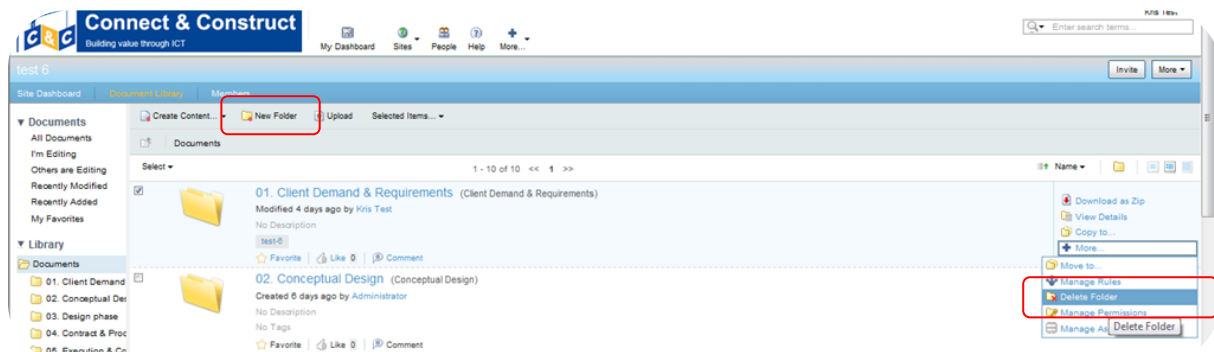 Kris Test
C&C Connect & Construct
Building value through ICT
My Dashboard Sites People Help More...
Enter search terms...
test 6
Invite More
Site Dashboard Document Library Members
Create Content... New Folder Upload Selected Items...
Documents
All Documents
I'm Editing
Others are Editing
Recently Modified
Recently Added
My Favorites
Library
Documents
01. Client Demand
02. Conceptual Des
03. Design phase
04. Contract & Proc
05. Execution & Co
Documents
Select 1 - 10 of 10 << 1 >> Name
01. Client Demand & Requirements (Client Demand & Requirements)
Modified 4 days ago by Kris Test
No Description
test-6
Favorite Like 0 Comment
02. Conceptual Design (Conceptual Design)
Created 6 days ago by Administrator
No Description
No Tags
Favorite Like 0 Comment
Download as Zip
View Details
Copy to...
More...
Move to...
Manage Rules
Delete Folder
Manage Permissions
Manage As
Delete Folder